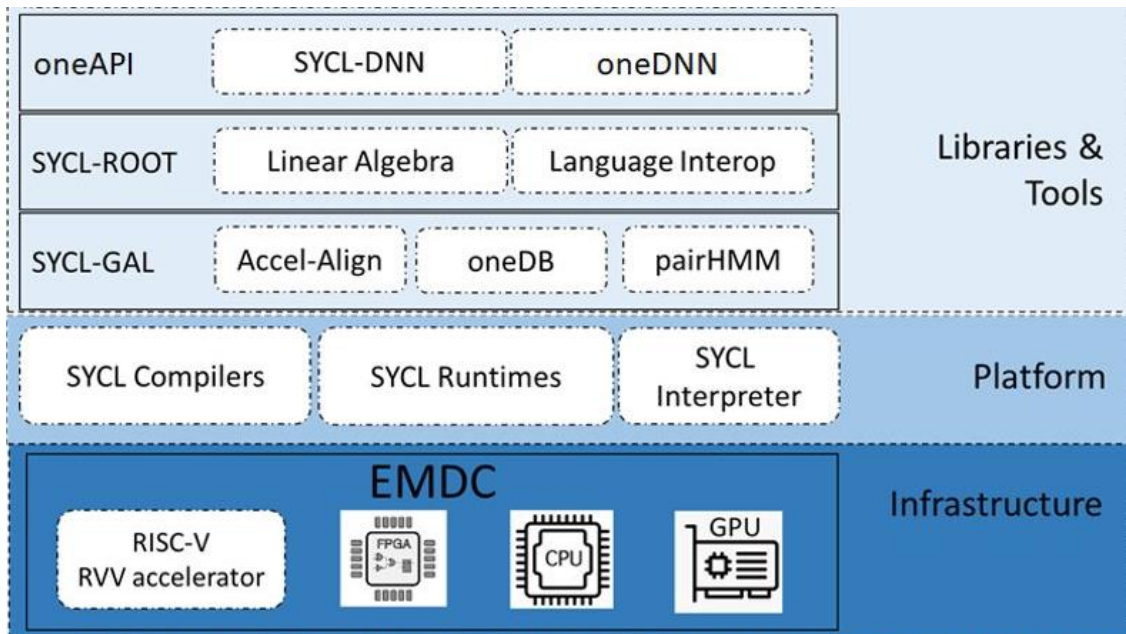 oneAPI
SYCL-DNN
oneDNN
SYCL-ROOT
Linear Algebra
Language Interop
SYCL-GAL
Accel-Align
oneDB
pairHMM
Libraries &
Tools
SYCL Compilers
SYCL Runtimes
SYCL
Interpreter
Platform
EMDC
RISC-V
RVV accelerator
FPGA
CPU
GPU
Infrastructure